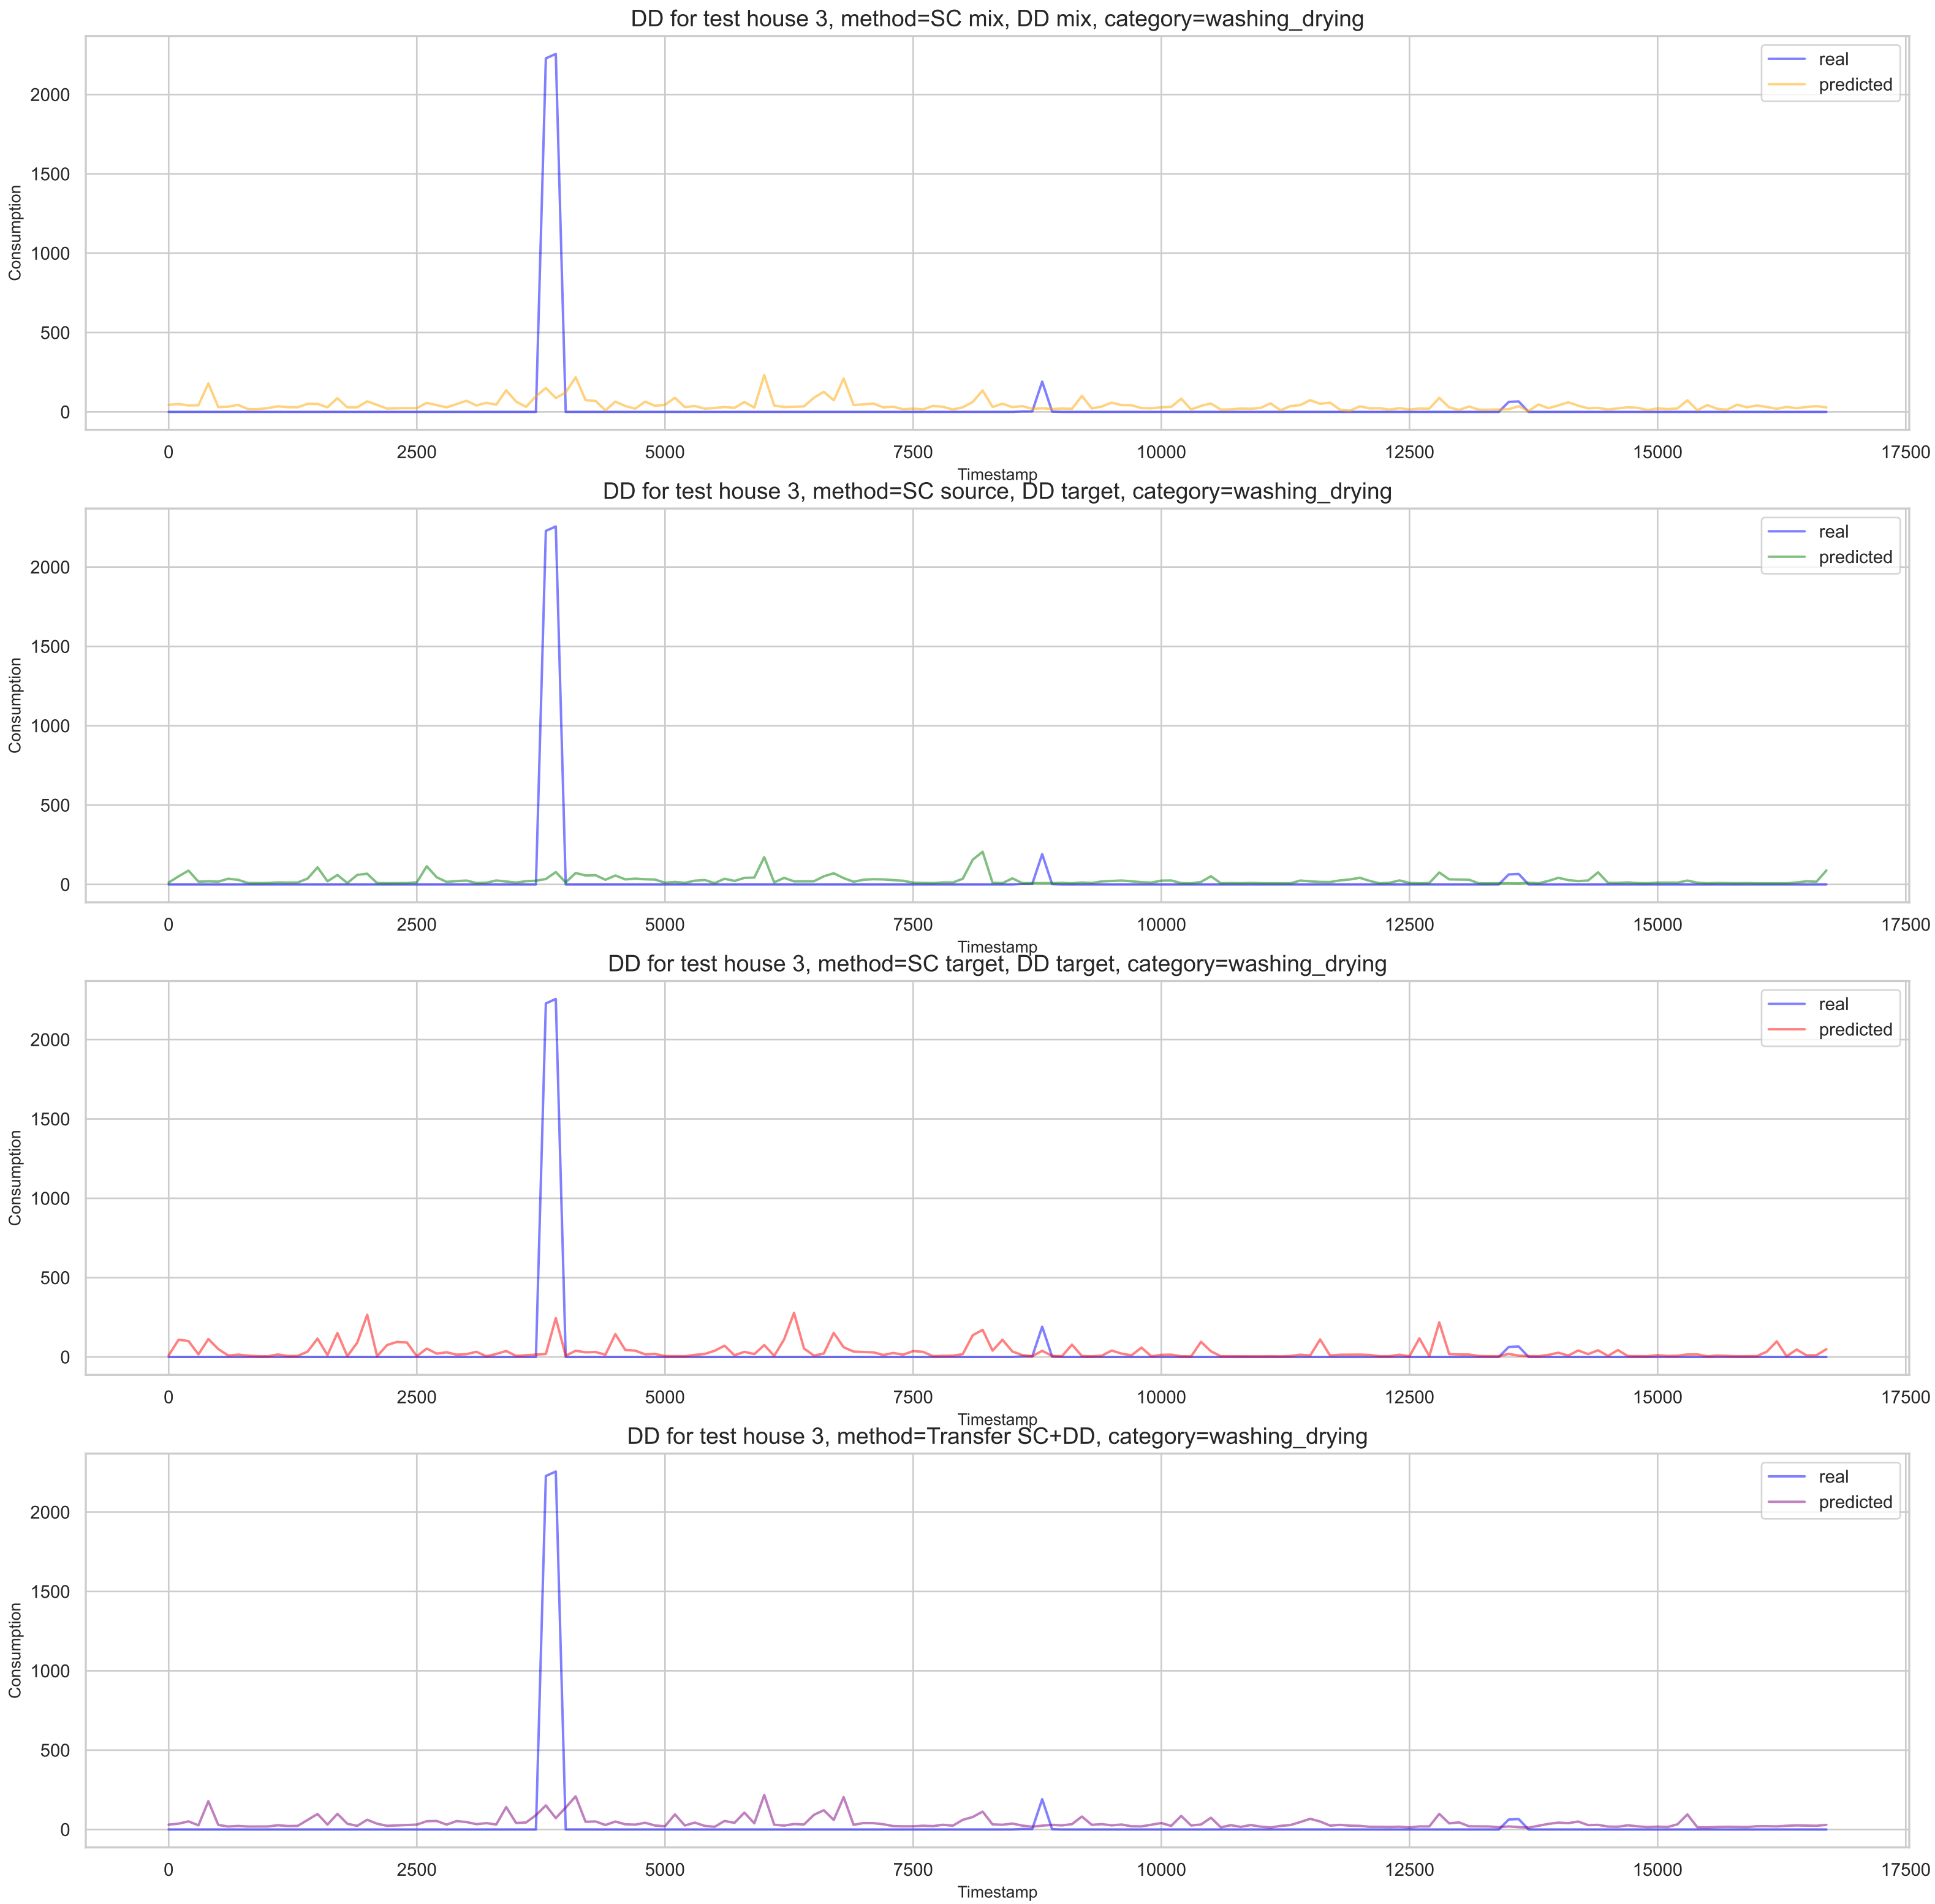 DD for test house 3, method=SC mix, DD mix, category=washing_drying
real
predicted
2000
1500
1000
500
0
Consumption
0 2500 5000 7500 10000 12500 15000 17500
Timestamp
DD for test house 3, method=SC source, DD target, category=washing_drying
real
predicted
2000
1500
1000
500
0
Consumption
0 2500 5000 7500 10000 12500 15000 17500
Timestamp
DD for test house 3, method=SC target, DD target, category=washing_drying
real
predicted
2000
1500
1000
500
0
Consumption
0 2500 5000 7500 10000 12500 15000 17500
Timestamp
DD for test house 3, method=Transfer SC+DD, category=washing_drying
real
predicted
2000
1500
1000
500
0
Consumption
0 2500 5000 7500 10000 12500 15000 17500
Timestamp